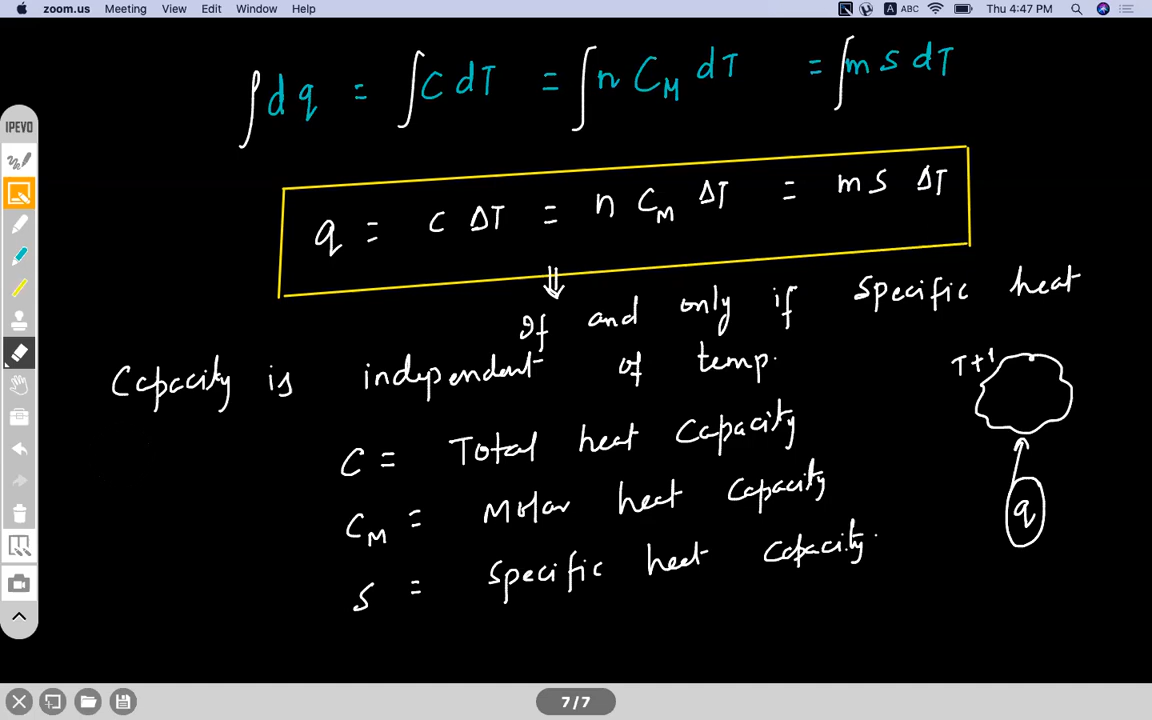 zoom.us Meeting View Edit Window Help A ABC Thu 4:47 PM
∫dq = ∫C dT = ∫n C_M dT = ∫m s dT
IPEVO
q = C ΔT = n C_M ΔT = m s ΔT
⇓
If and only if specific heat
Capacity is independent of temp.
T+1
C = Total heat capacity
C_M = Molar heat capacity
q
s = specific heat capacity.
7/7